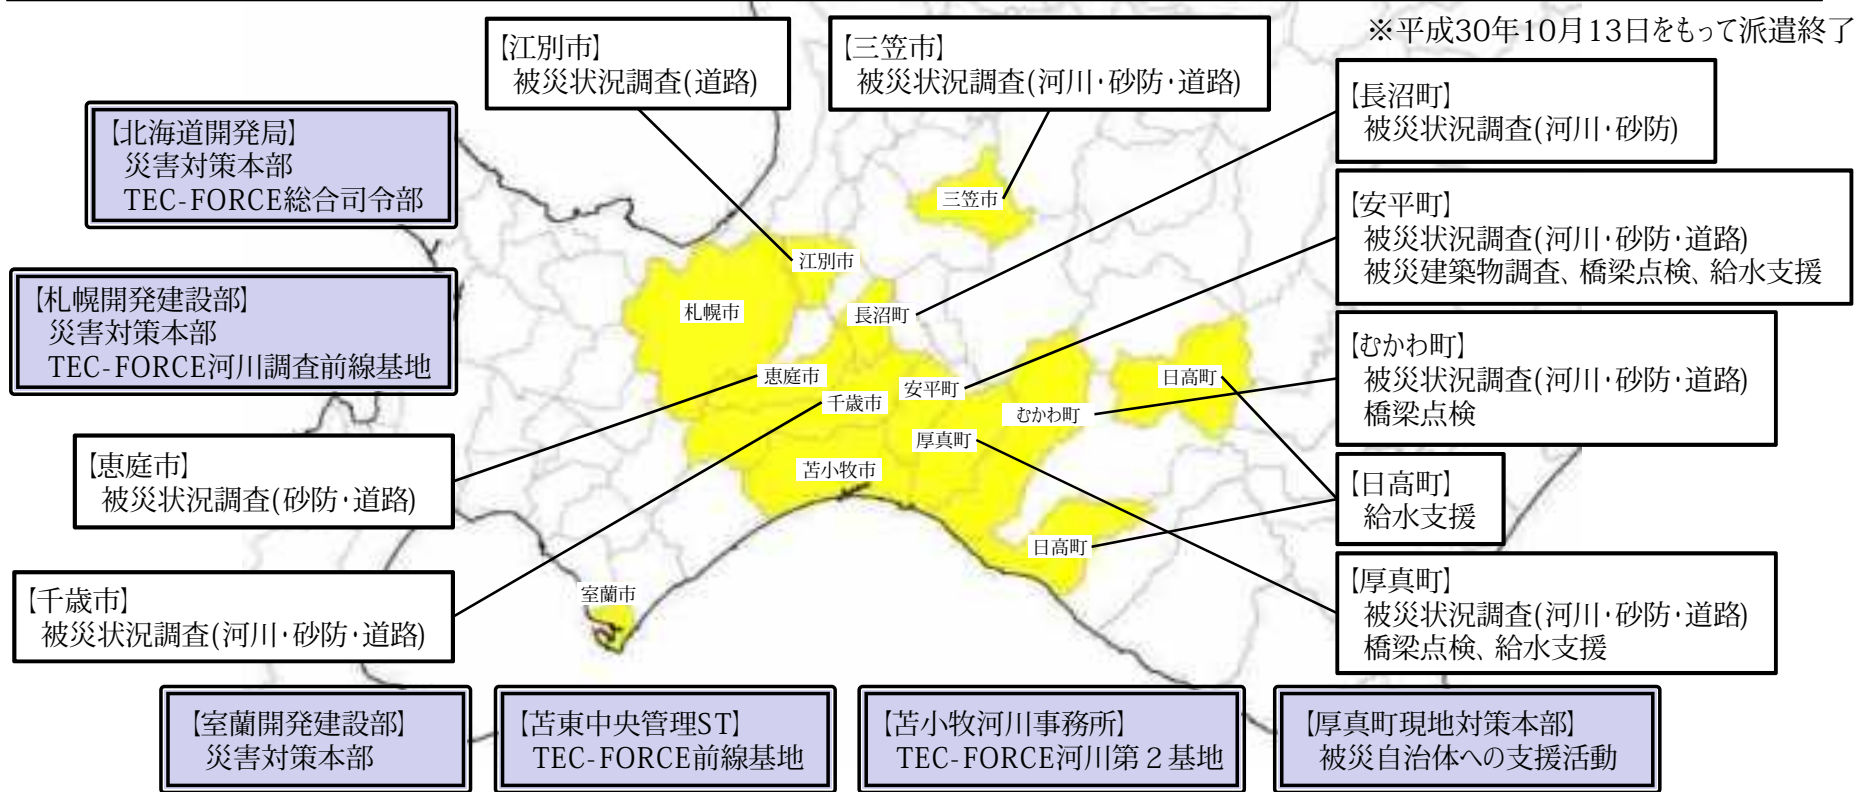 ※平成30年10月13日をもって派遣終了
【江別市】
被災状況調査(道路)
【三笠市】
被災状況調査(河川・砂防・道路)
【長沼町】
被災状況調査(河川・砂防)
【北海道開発局】
災害対策本部
TEC-FORCE総合司令部
【安平町】
被災状況調査(河川・砂防・道路)
被災建築物調査、橋梁点検、給水支援
【札幌開発建設部】
災害対策本部
TEC-FORCE河川調査前線基地
【むかわ町】
被災状況調査(河川・砂防・道路)
橋梁点検
【恵庭市】
被災状況調査(砂防・道路)
【日高町】
給水支援
【千歳市】
被災状況調査(河川・砂防・道路)
【厚真町】
被災状況調査(河川・砂防・道路)
橋梁点検、給水支援
三笠市
江別市
札幌市
長沼町
恵庭市
千歳市
安平町
日高町
むかわ町
厚真町
苫小牧市
日高町
室蘭市
【室蘭開発建設部】
災害対策本部
【苫東中央管理ST】
TEC-FORCE前線基地
【苫小牧河川事務所】
TEC-FORCE河川第2基地
【厚真町現地対策本部】
被災自治体への支援活動